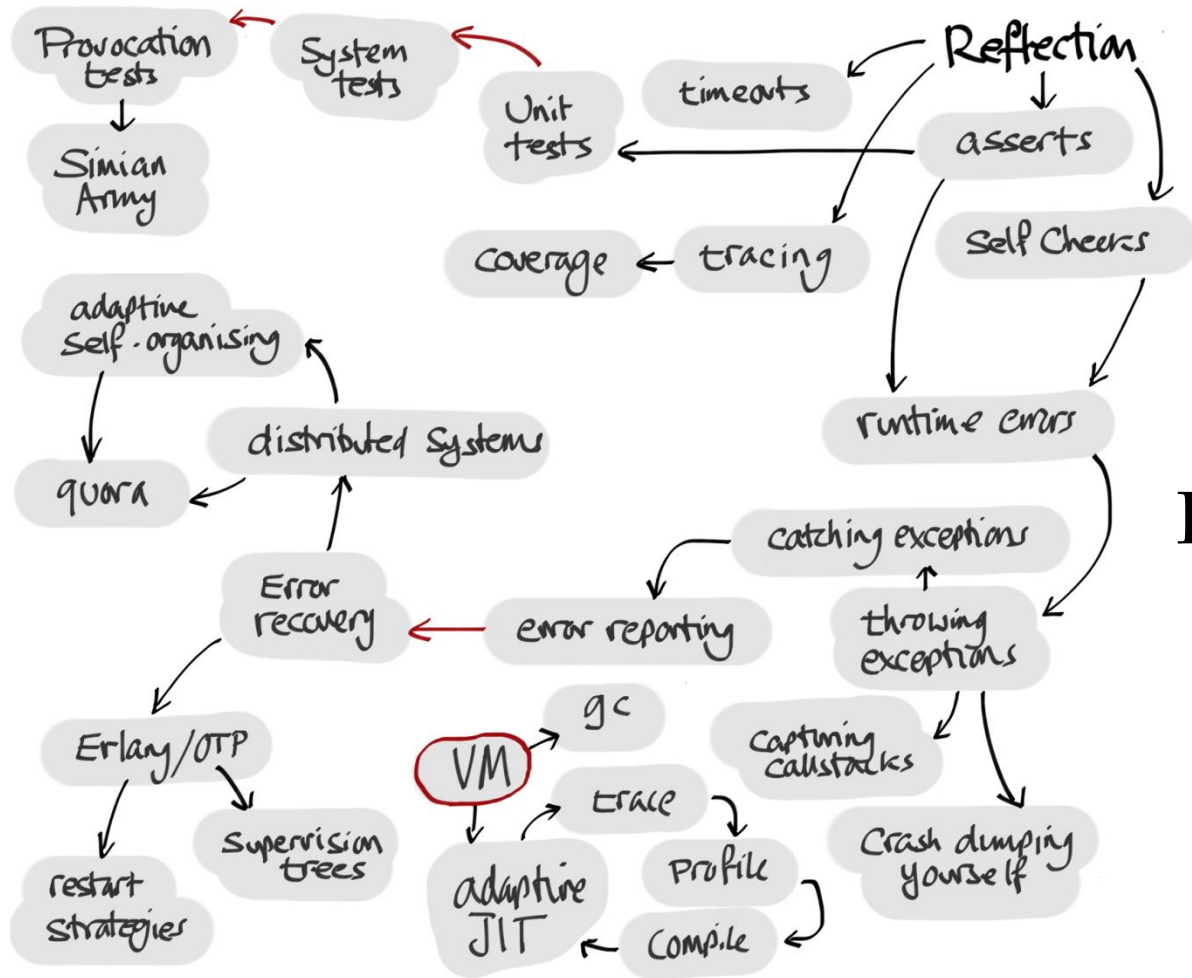 Reflection
Provocation
tests
System
tests
Unit
tests
timeouts
asserts
Simian
Army
Self Checks
coverage
tracing
adaptive
self-organising
runtime errors
distributed systems
quora
catching exceptions
Error
recovery
error reporting
throwing
exceptions
gc
Erlang/OTP
VM
capturing
callstacks
trace
Supervision
trees
Profile
Crash dumping
yourself
restart
strategies
adaptive
JIT
Compile